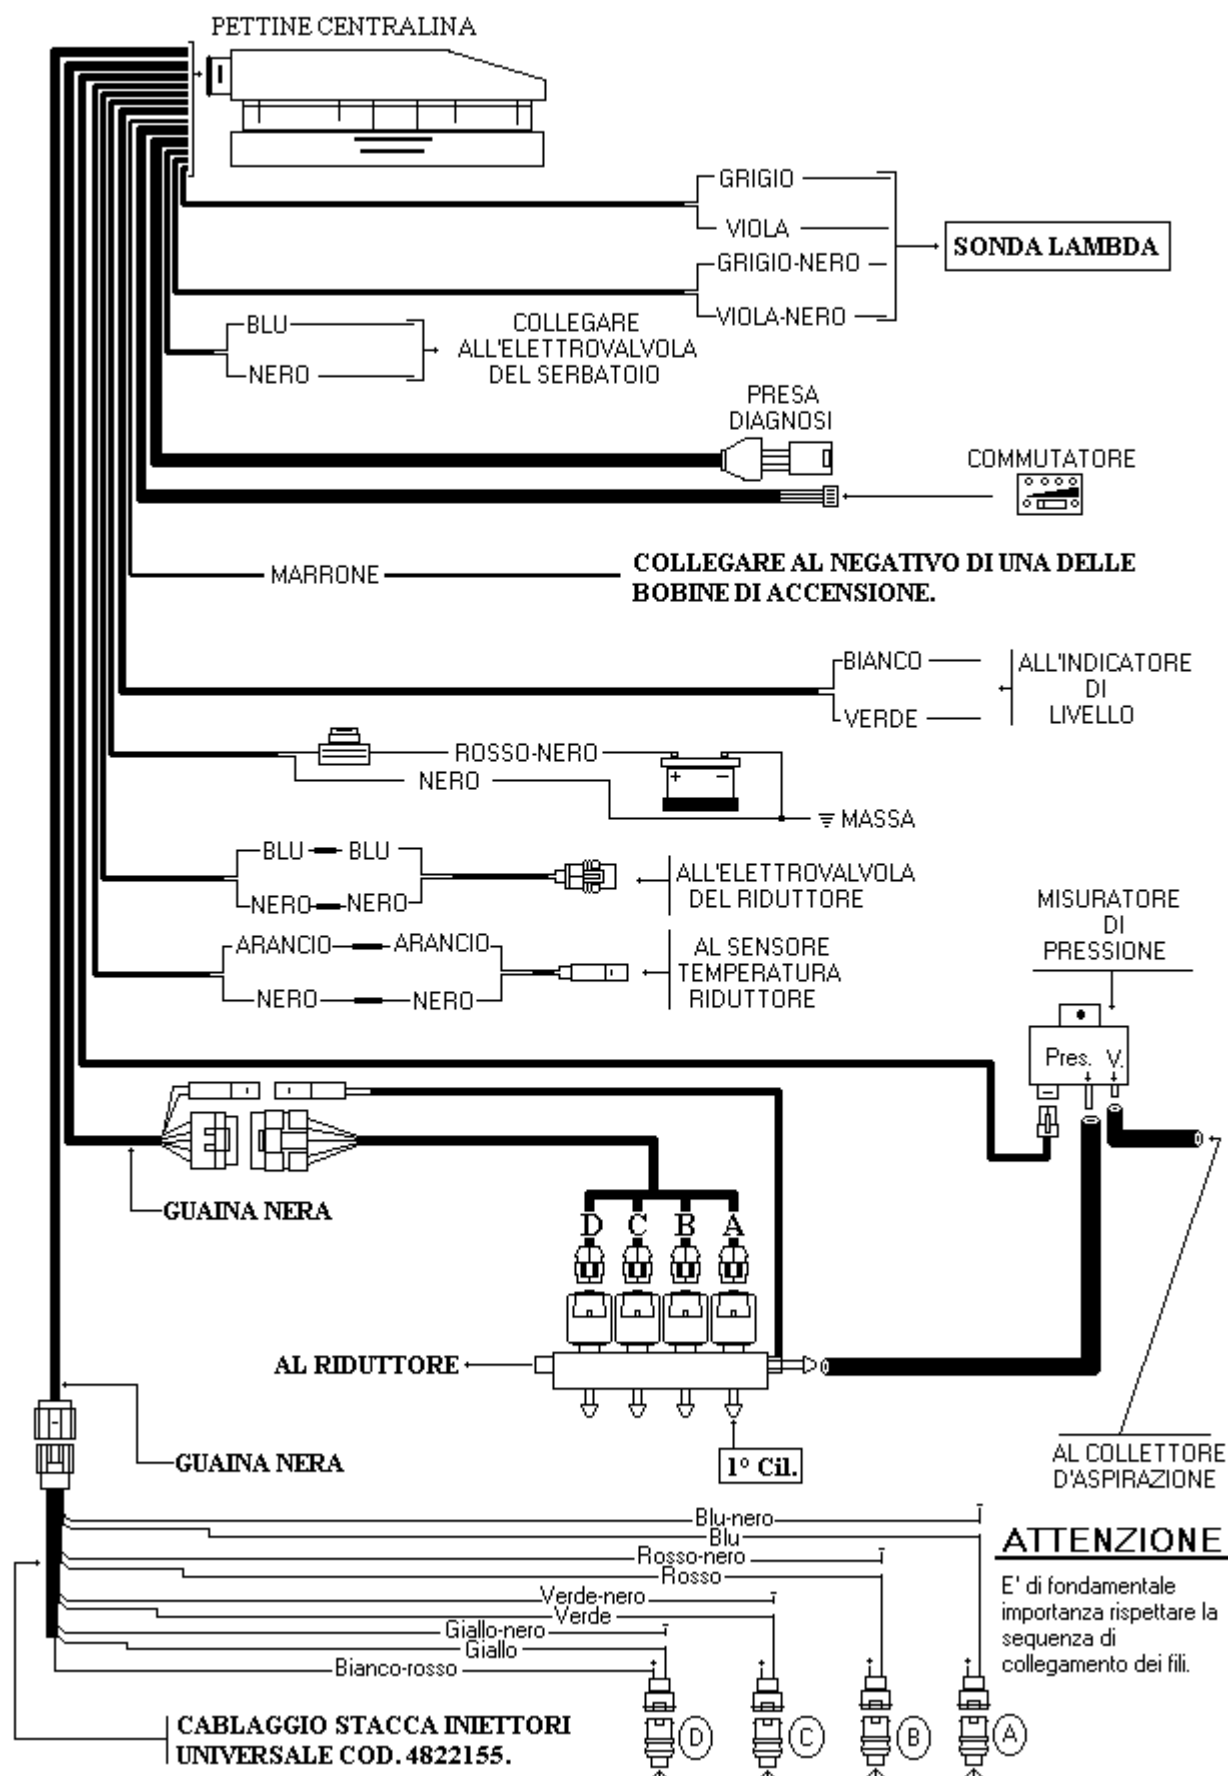 PETTINE CENTRALINA
GRIGIO
VIOLA
SONDA LAMBDA
GRIGIO-NERO
VIOLA-NERO
BLU
NERO
COLLEGARE
ALL'ELETTROVALVOLA
DEL SERBATOIO
PRESA
DIAGNOSI
COMMUTATORE
MARRONE
COLLEGARE AL NEGATIVO DI UNA DELLE
BOBINE DI ACCENSIONE.
BIANCO
VERDE
ALL'INDICATORE
DI
LIVELLO
ROSSO-NERO
NERO
+ −
MASSA
BLU BLU
NERO NERO
ALL'ELETTROVALVOLA
DEL RIDUTTORE
ARANCIO ARANCIO
NERO NERO
AL SENSORE
TEMPERATURA
RIDUTTORE
MISURATORE
DI
PRESSIONE
Pres. V.
GUAINA NERA
D C B A
AL RIDUTTORE
1° Cil.
GUAINA NERA
AL COLLETTORE
D'ASPIRAZIONE
Blu-nero
Blu
Rosso-nero
Rosso
Verde-nero
Verde
Giallo-nero
Giallo
Bianco-rosso
ATTENZIONE
E' di fondamentale
importanza rispettare la
sequenza di
collegamento dei fili.
CABLAGGIO STACCA INIETTORI
UNIVERSALE COD. 4822155.
D C B A